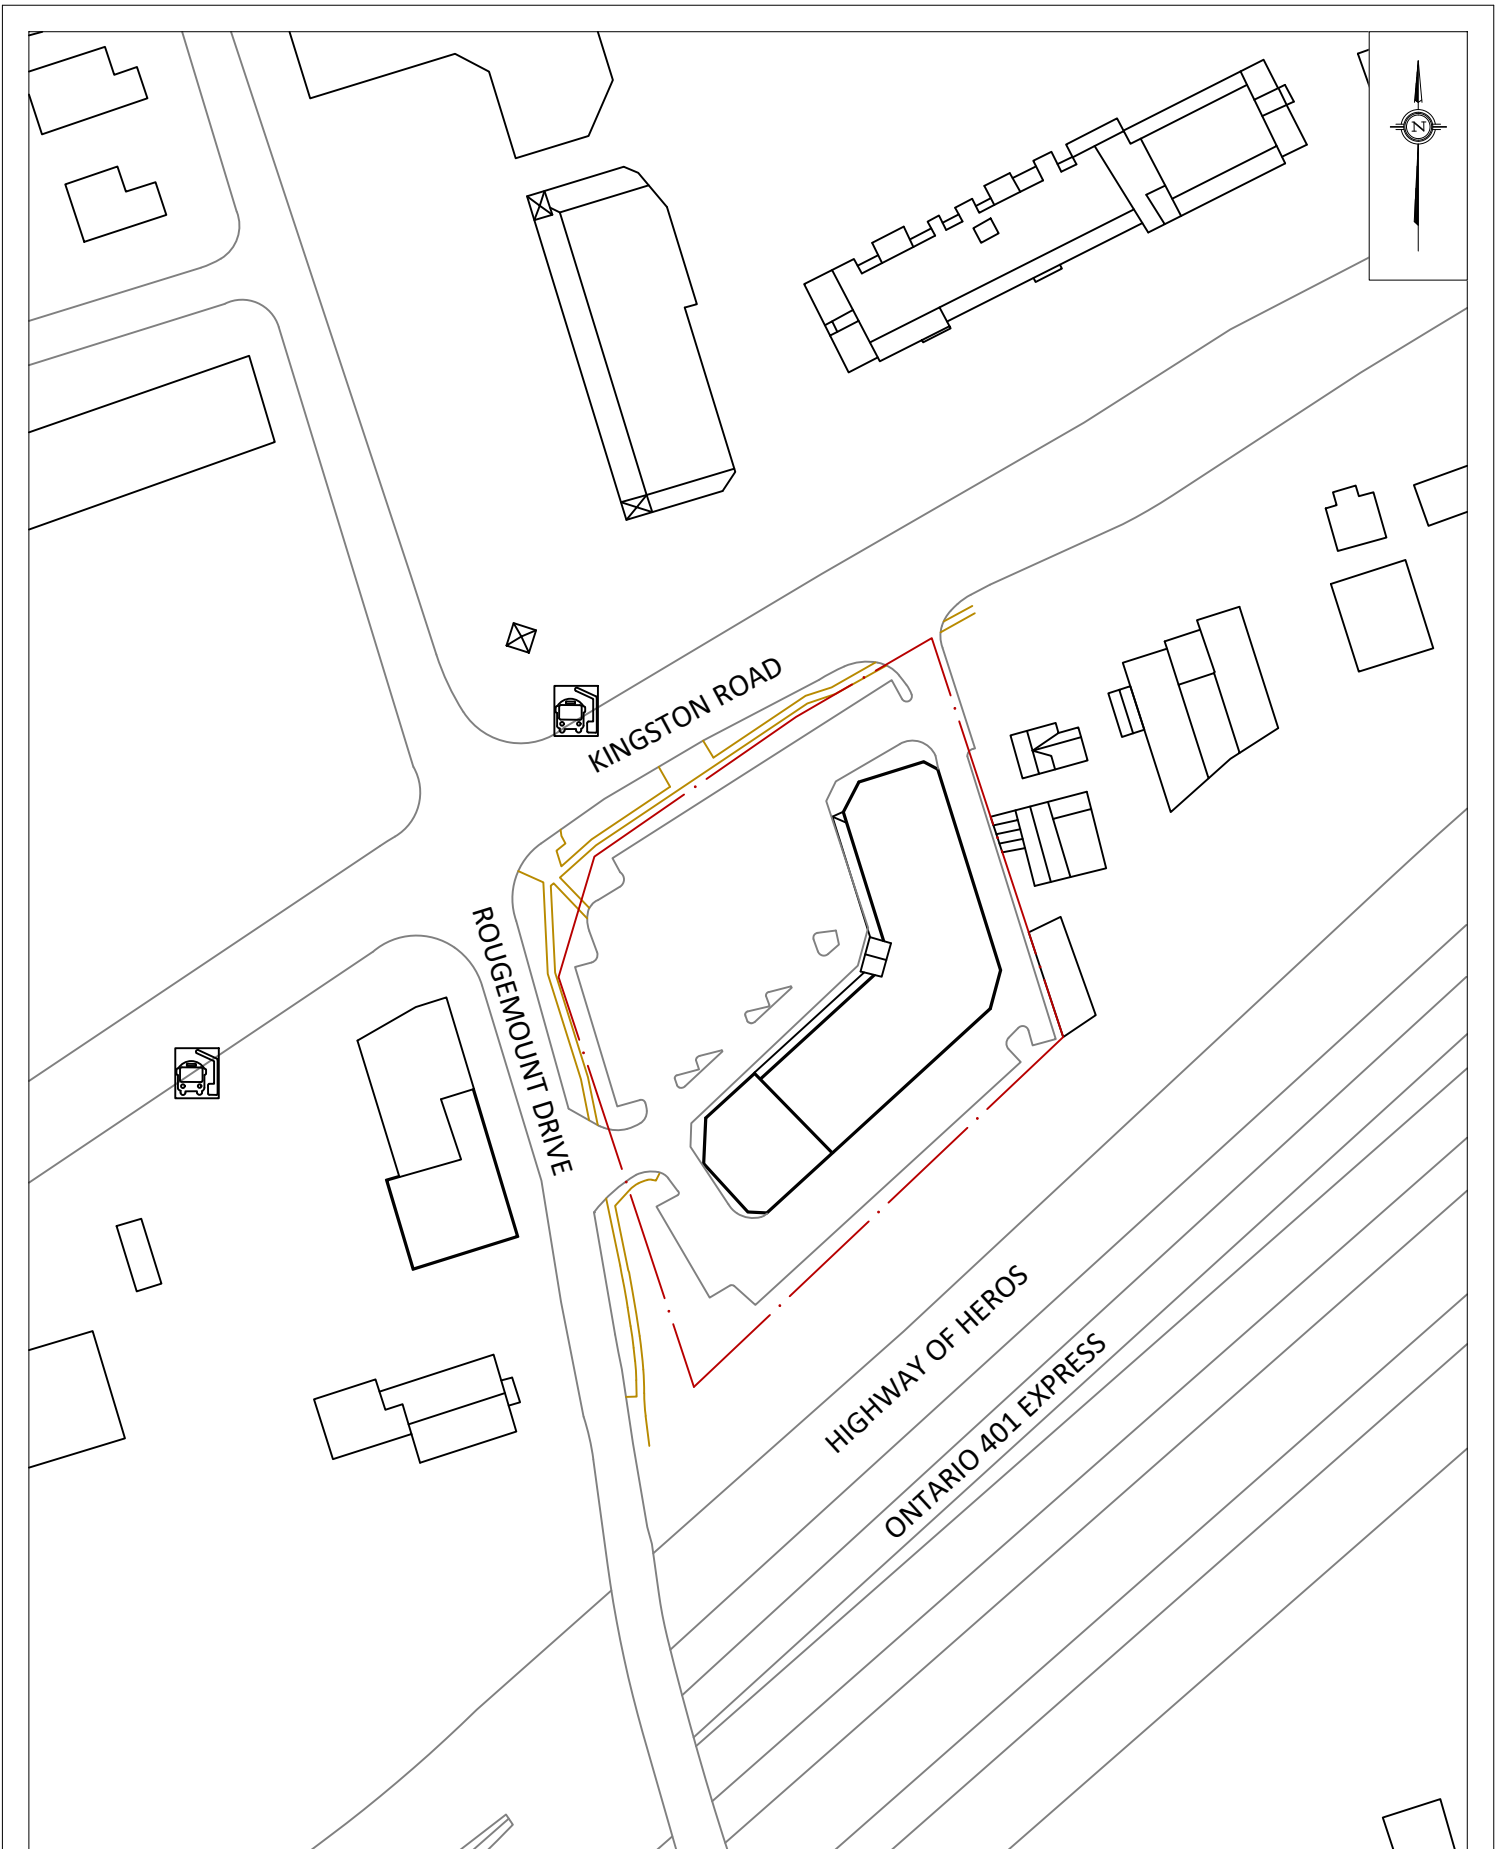 N
KINGSTON ROAD
ROUGEMOUNT DRIVE
HIGHWAY OF HEROS
ONTARIO 401 EXPRESS